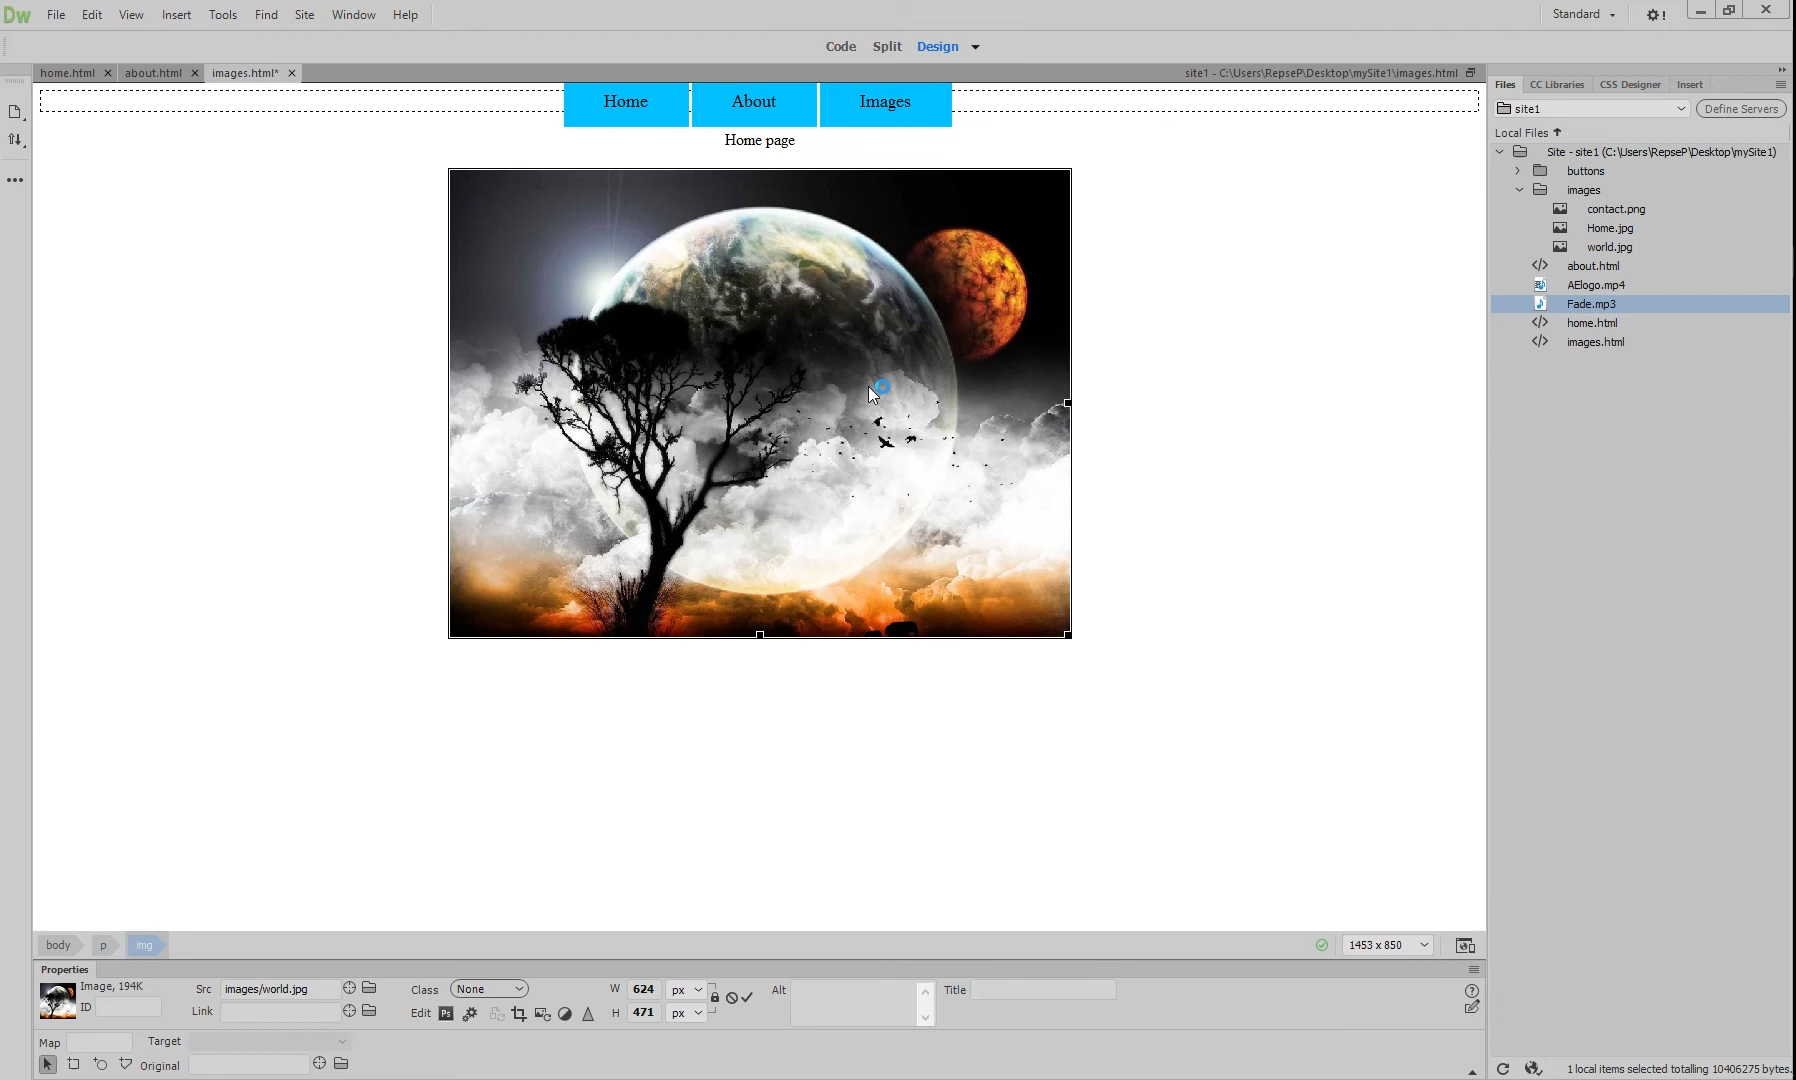 Dw File Edit View Insert Tools Find Site Window Help Standard
Code Split Design
home.html about.html images.html* site1 - C:\Users\RepseP\Desktop\mySite1\images.html
Files CC Libraries CSS Designer Insert
Home About Images
site1 Define Servers
Home page
Local Files
Site - site1 (C:\Users\RepseP\Desktop\mySite1)
buttons
images
contact.png
Home.jpg
world.jpg
about.html
AElogo.mp4
Fade.mp3
home.html
images.html
body p img 1453 x 850
Properties
Image, 194K Src images/world.jpg Class None W 624 px Alt Title
ID Link Edit Ps H 471 px
Map Target
Original
1 local items selected totalling 10406275 bytes.